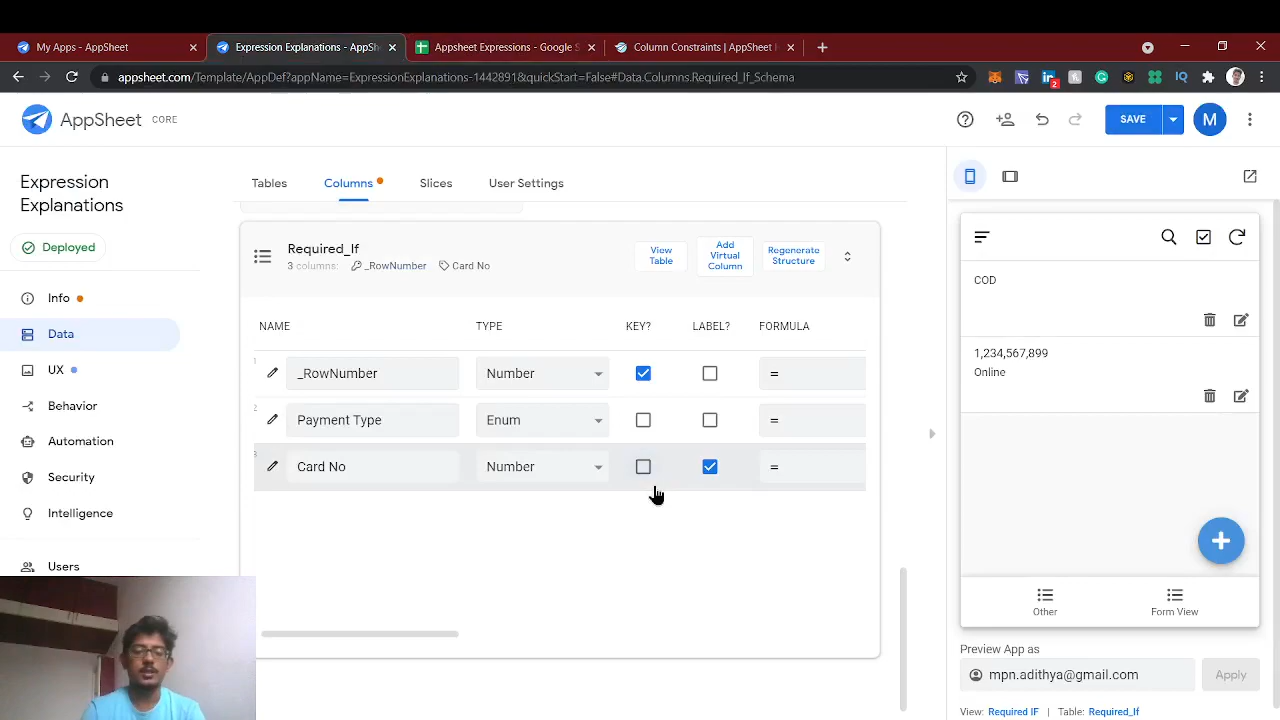 My Apps - AppSheet
Expression Explanations - AppSh
Appsheet Expressions - Google S
Column Constraints | AppSheet H
appsheet.com/Template/AppDef?appName=ExpressionExplanations-1442891&quickStart=False#Data.Columns.Required_If_Schema
2
AppSheet CORE
SAVE
M
Expression Explanations
Deployed
Info
Data
UX
Behavior
Automation
Security
Intelligence
Users
Tables
Columns
Slices
User Settings
Required_If
3 columns: _RowNumber Card No
View Table
Add Virtual Column
Regenerate Structure
NAME TYPE KEY? LABEL? FORMULA
1 _RowNumber Number =
2 Payment Type Enum =
3 Card No Number =
COD
1,234,567,899
Online
Other
Form View
Preview App as
mpn.adithya@gmail.com
Apply
View: Required IF | Table: Required_If